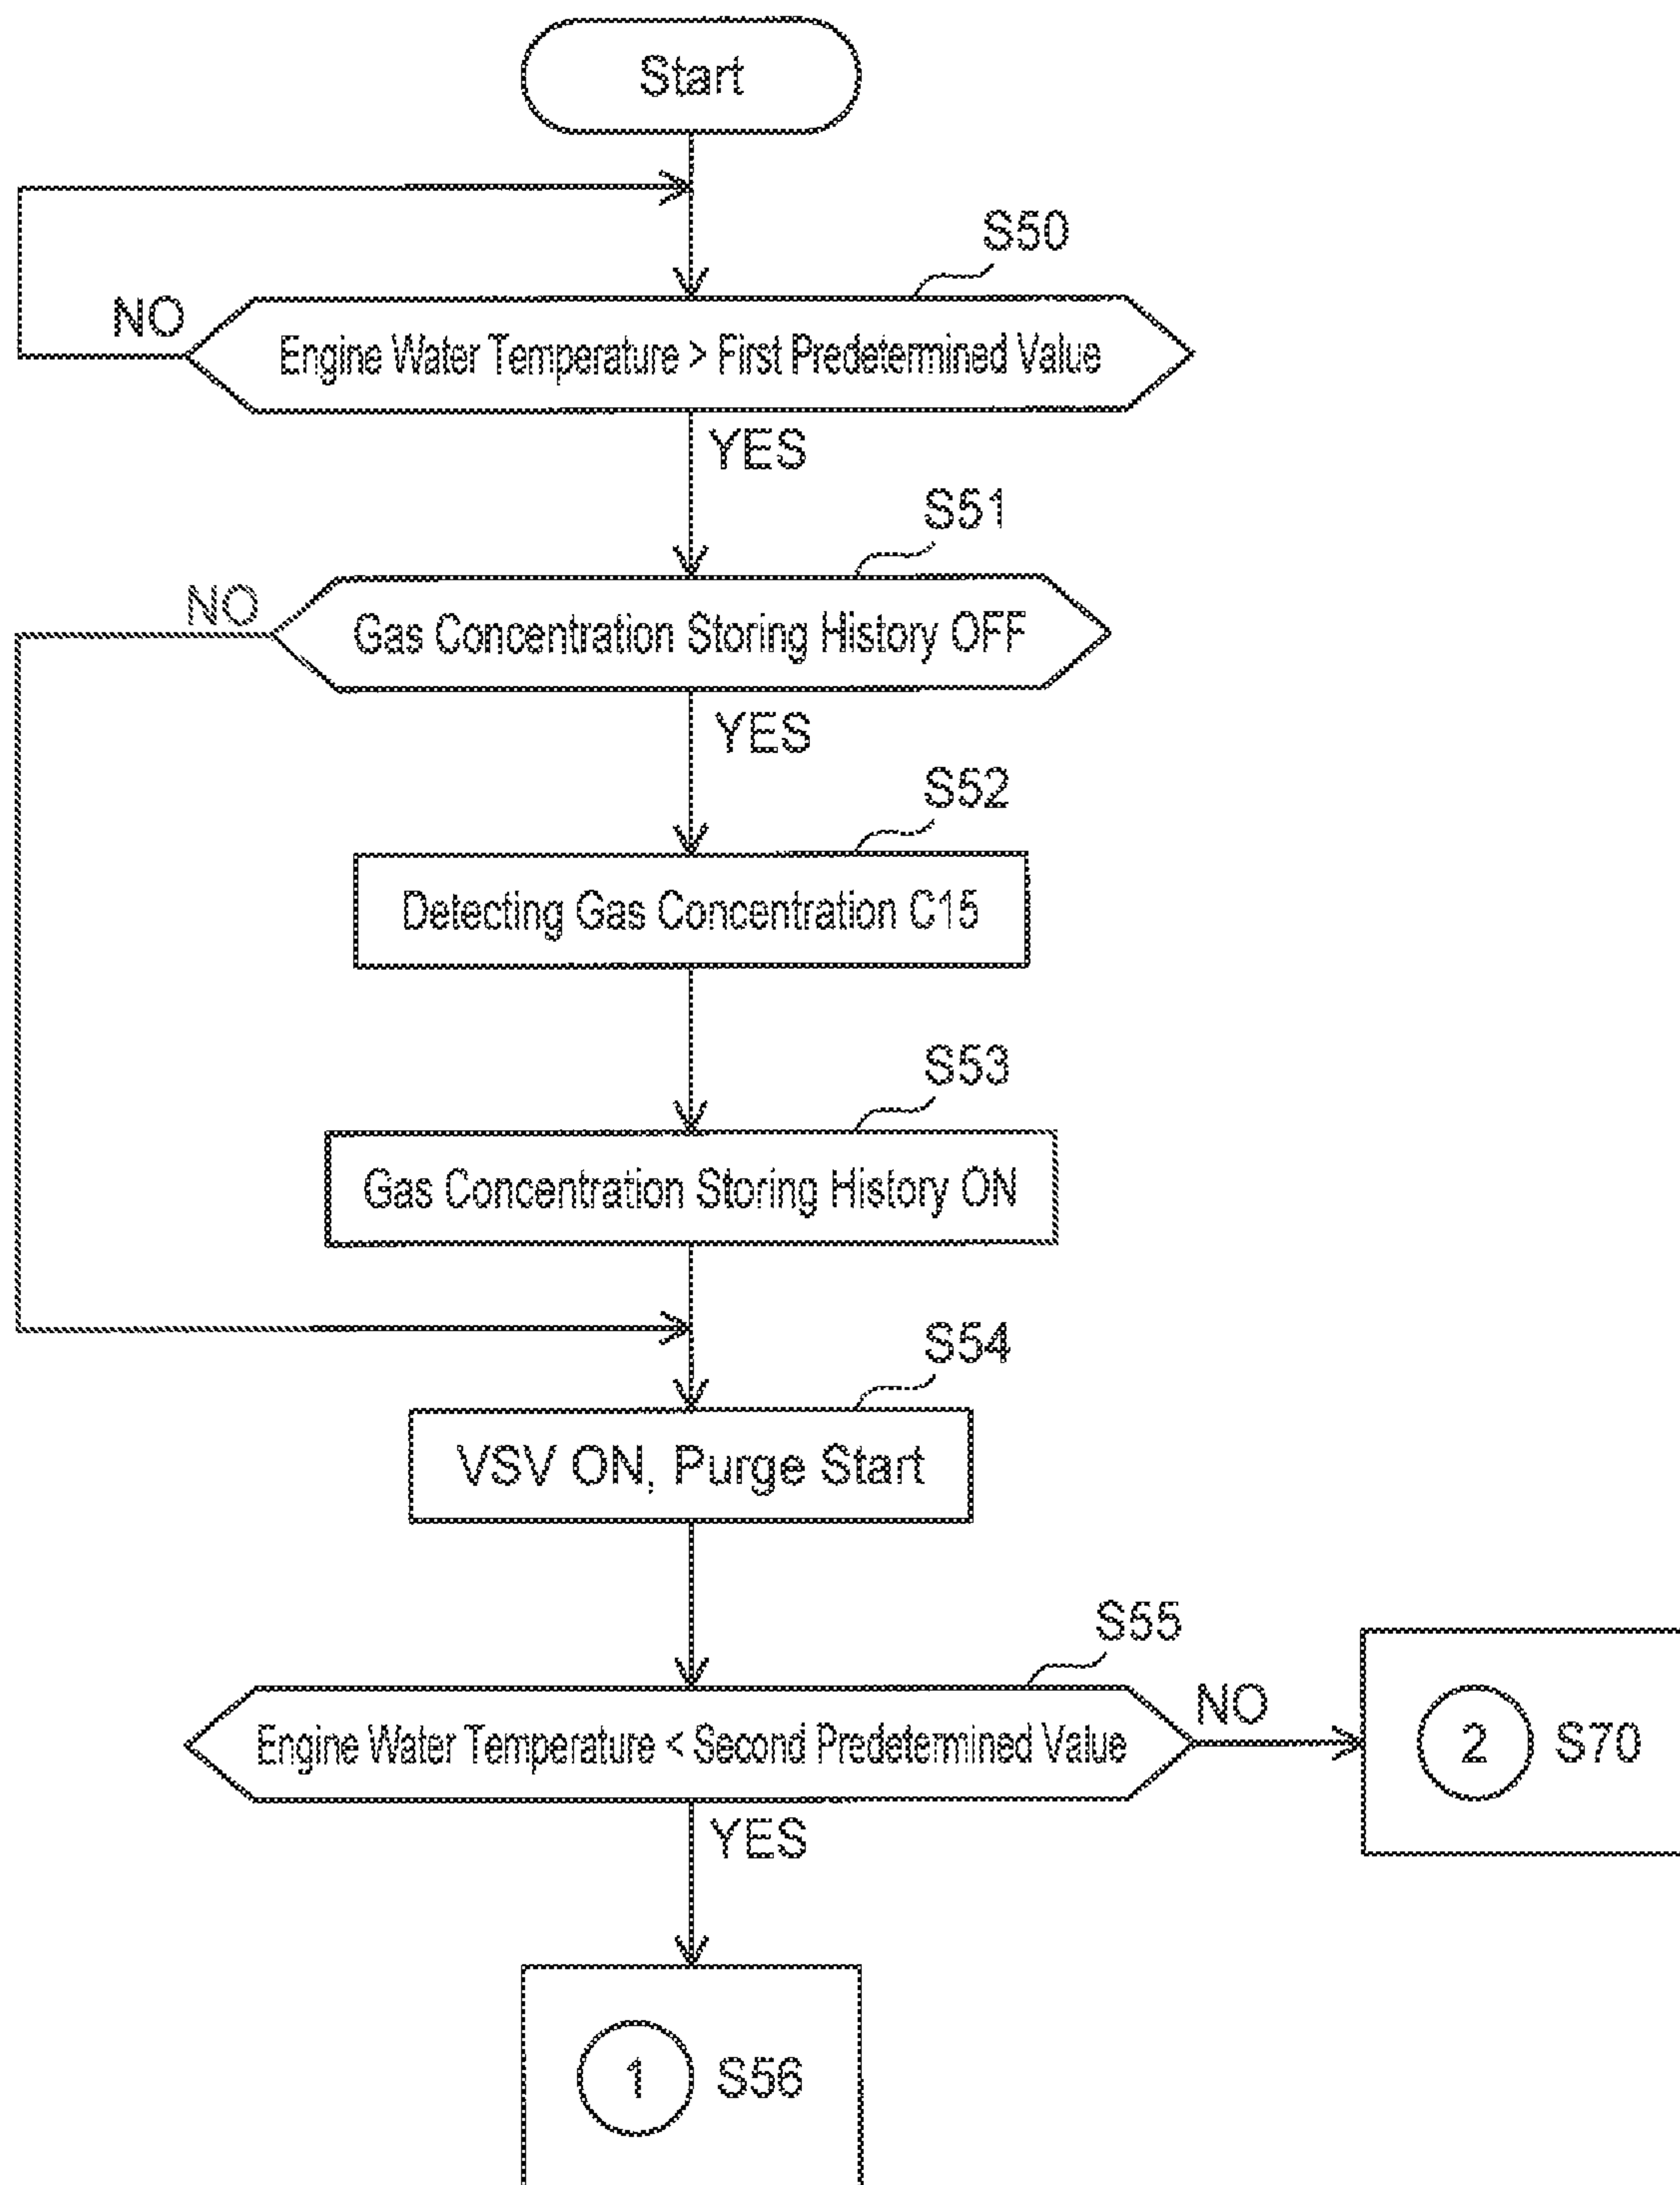 Start
S50
NO
Engine Water Temperature > First Predetermined Value
YES
S51
NO
Gas Concentration Storing History OFF
YES
S52
Detecting Gas Concentration C15
S53
Gas Concentration Storing History ON
S54
VSV ON, Purge Start
S55
NO
Engine Water Temperature < Second Predetermined Value
2 S70
YES
1 S56